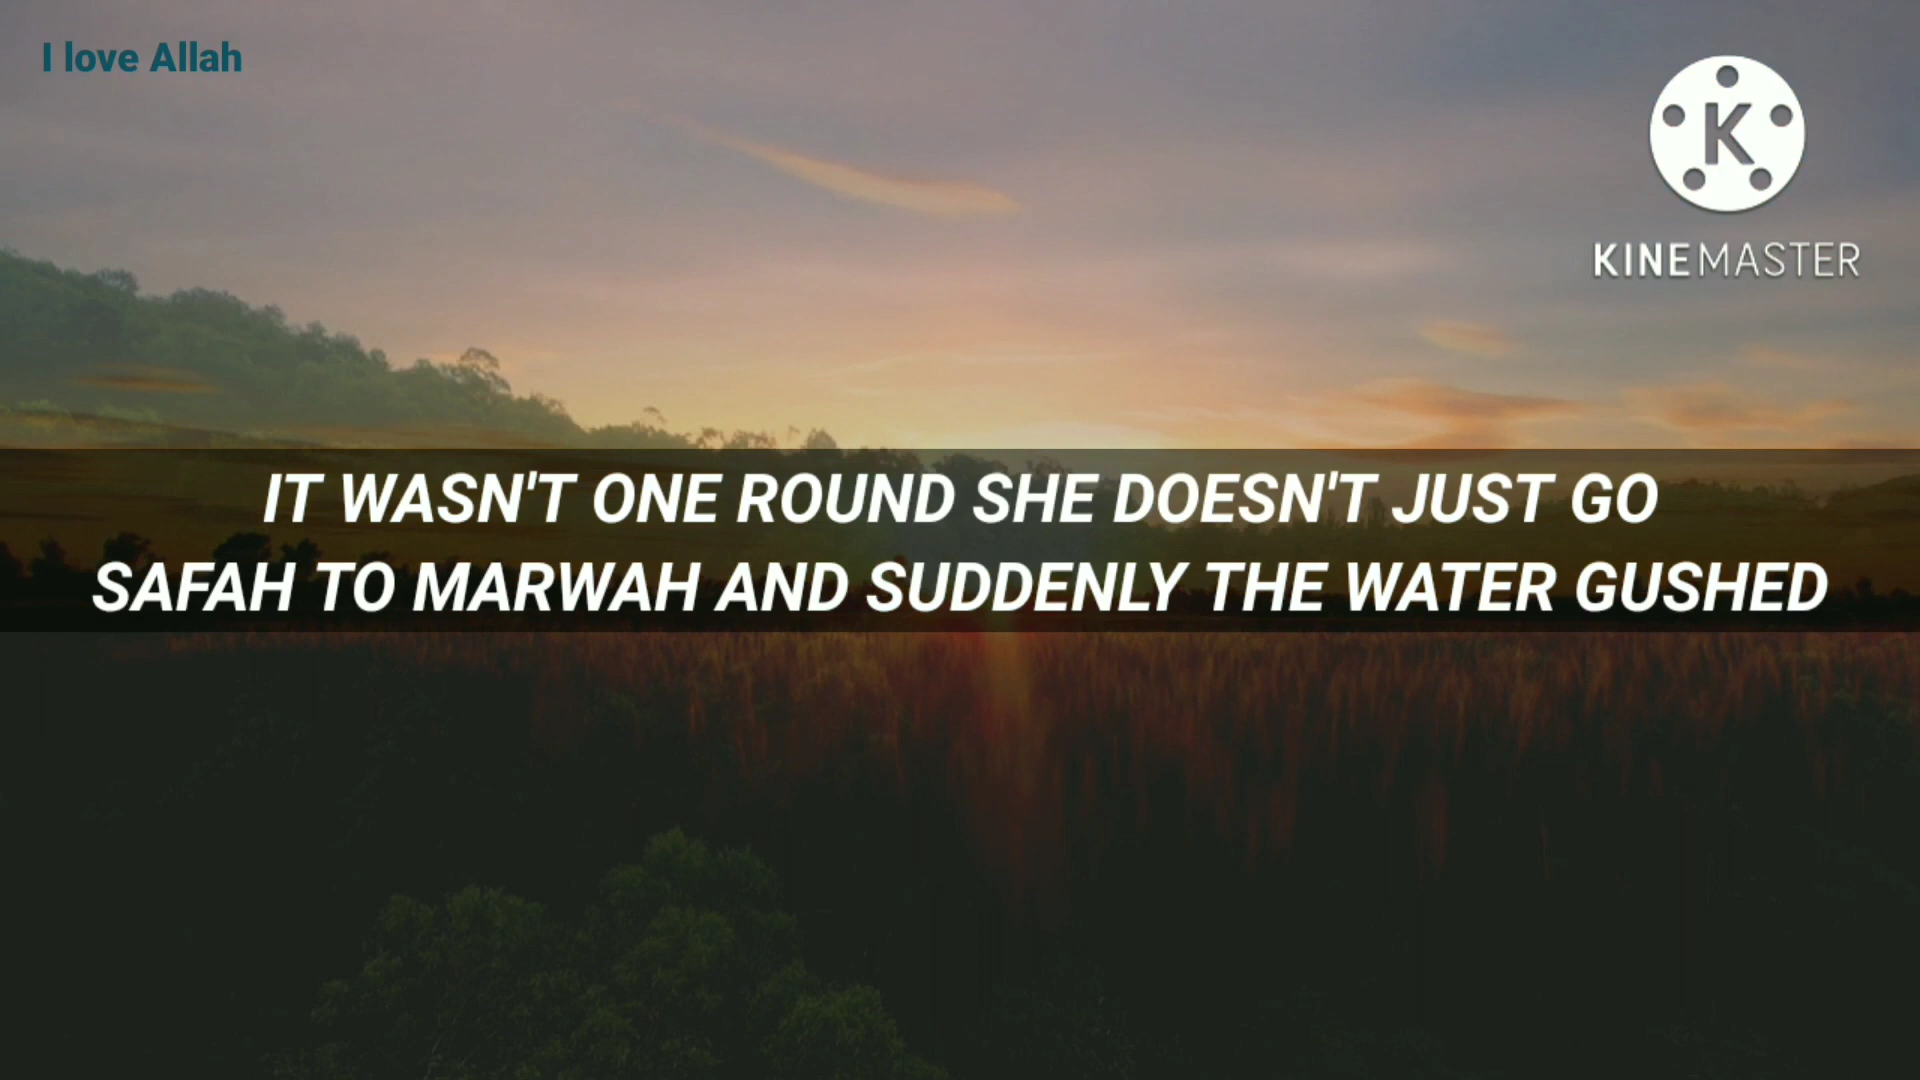 I love Allah
K
KINEMASTER
IT WASN'T ONE ROUND SHE DOESN'T JUST GO
SAFAH TO MARWAH AND SUDDENLY THE WATER GUSHED